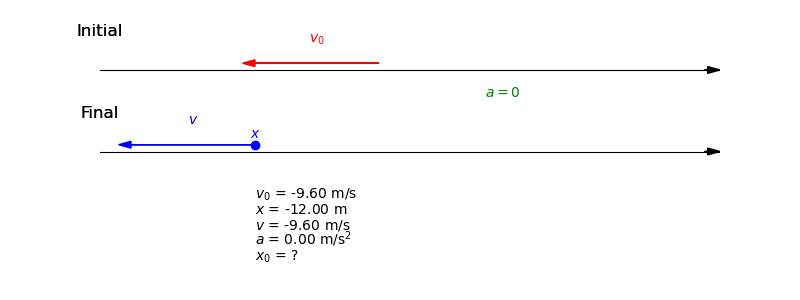 Initial
v₀
a = 0
Final
v
x
v₀ = -9.60 m/s
x = -12.00 m
v = -9.60 m/s
a = 0.00 m/s²
x₀ = ?